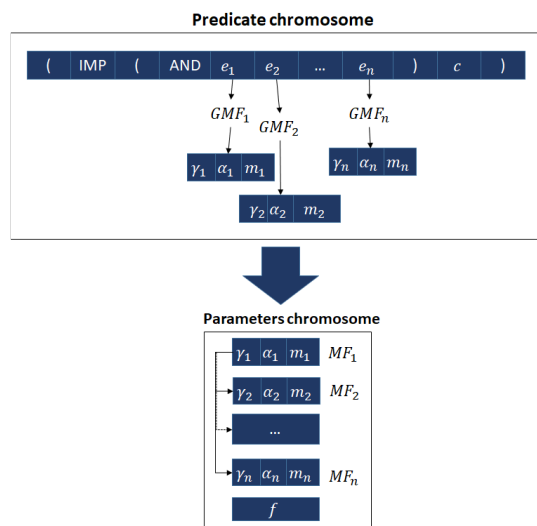 Predicate chromosome
( IMP ( AND e₁ e₂ ... eₙ ) c )
GMF₁ GMF₂ GMFₙ
γ₁ α₁ m₁ γₙ αₙ mₙ
γ₂ α₂ m₂
Parameters chromosome
γ₁ α₁ m₁ MF₁
γ₂ α₂ m₂ MF₂
...
γₙ αₙ mₙ MFₙ
f